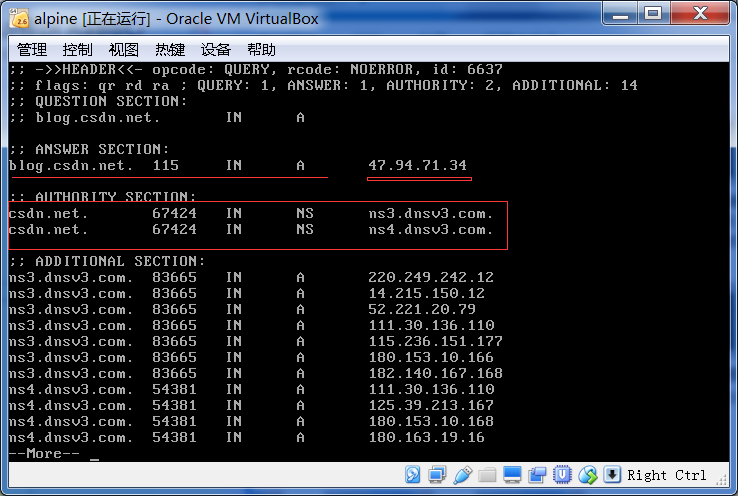 2.6 alpine [正在运行] - Oracle VM VirtualBox
管理 控制 视图 热键 设备 帮助
;; ->>HEADER<<- opcode: QUERY, rcode: NOERROR, id: 6637
;; flags: qr rd ra ; QUERY: 1, ANSWER: 1, AUTHORITY: 2, ADDITIONAL: 14
;; QUESTION SECTION:
;; blog.csdn.net. IN A
;; ANSWER SECTION:
blog.csdn.net. 115 IN A 47.94.71.34
;; AUTHORITY SECTION:
csdn.net. 67424 IN NS ns3.dnsv3.com.
csdn.net. 67424 IN NS ns4.dnsv3.com.
;; ADDITIONAL SECTION:
ns3.dnsv3.com. 83665 IN A 220.249.242.12
ns3.dnsv3.com. 83665 IN A 14.215.150.12
ns3.dnsv3.com. 83665 IN A 52.221.20.79
ns3.dnsv3.com. 83665 IN A 111.30.136.110
ns3.dnsv3.com. 83665 IN A 115.236.151.177
ns3.dnsv3.com. 83665 IN A 180.153.10.166
ns3.dnsv3.com. 83665 IN A 182.140.167.168
ns4.dnsv3.com. 54381 IN A 111.30.136.110
ns4.dnsv3.com. 54381 IN A 125.39.213.167
ns4.dnsv3.com. 54381 IN A 180.153.10.168
ns4.dnsv3.com. 54381 IN A 180.163.19.16
--More-- _
Right Ctrl